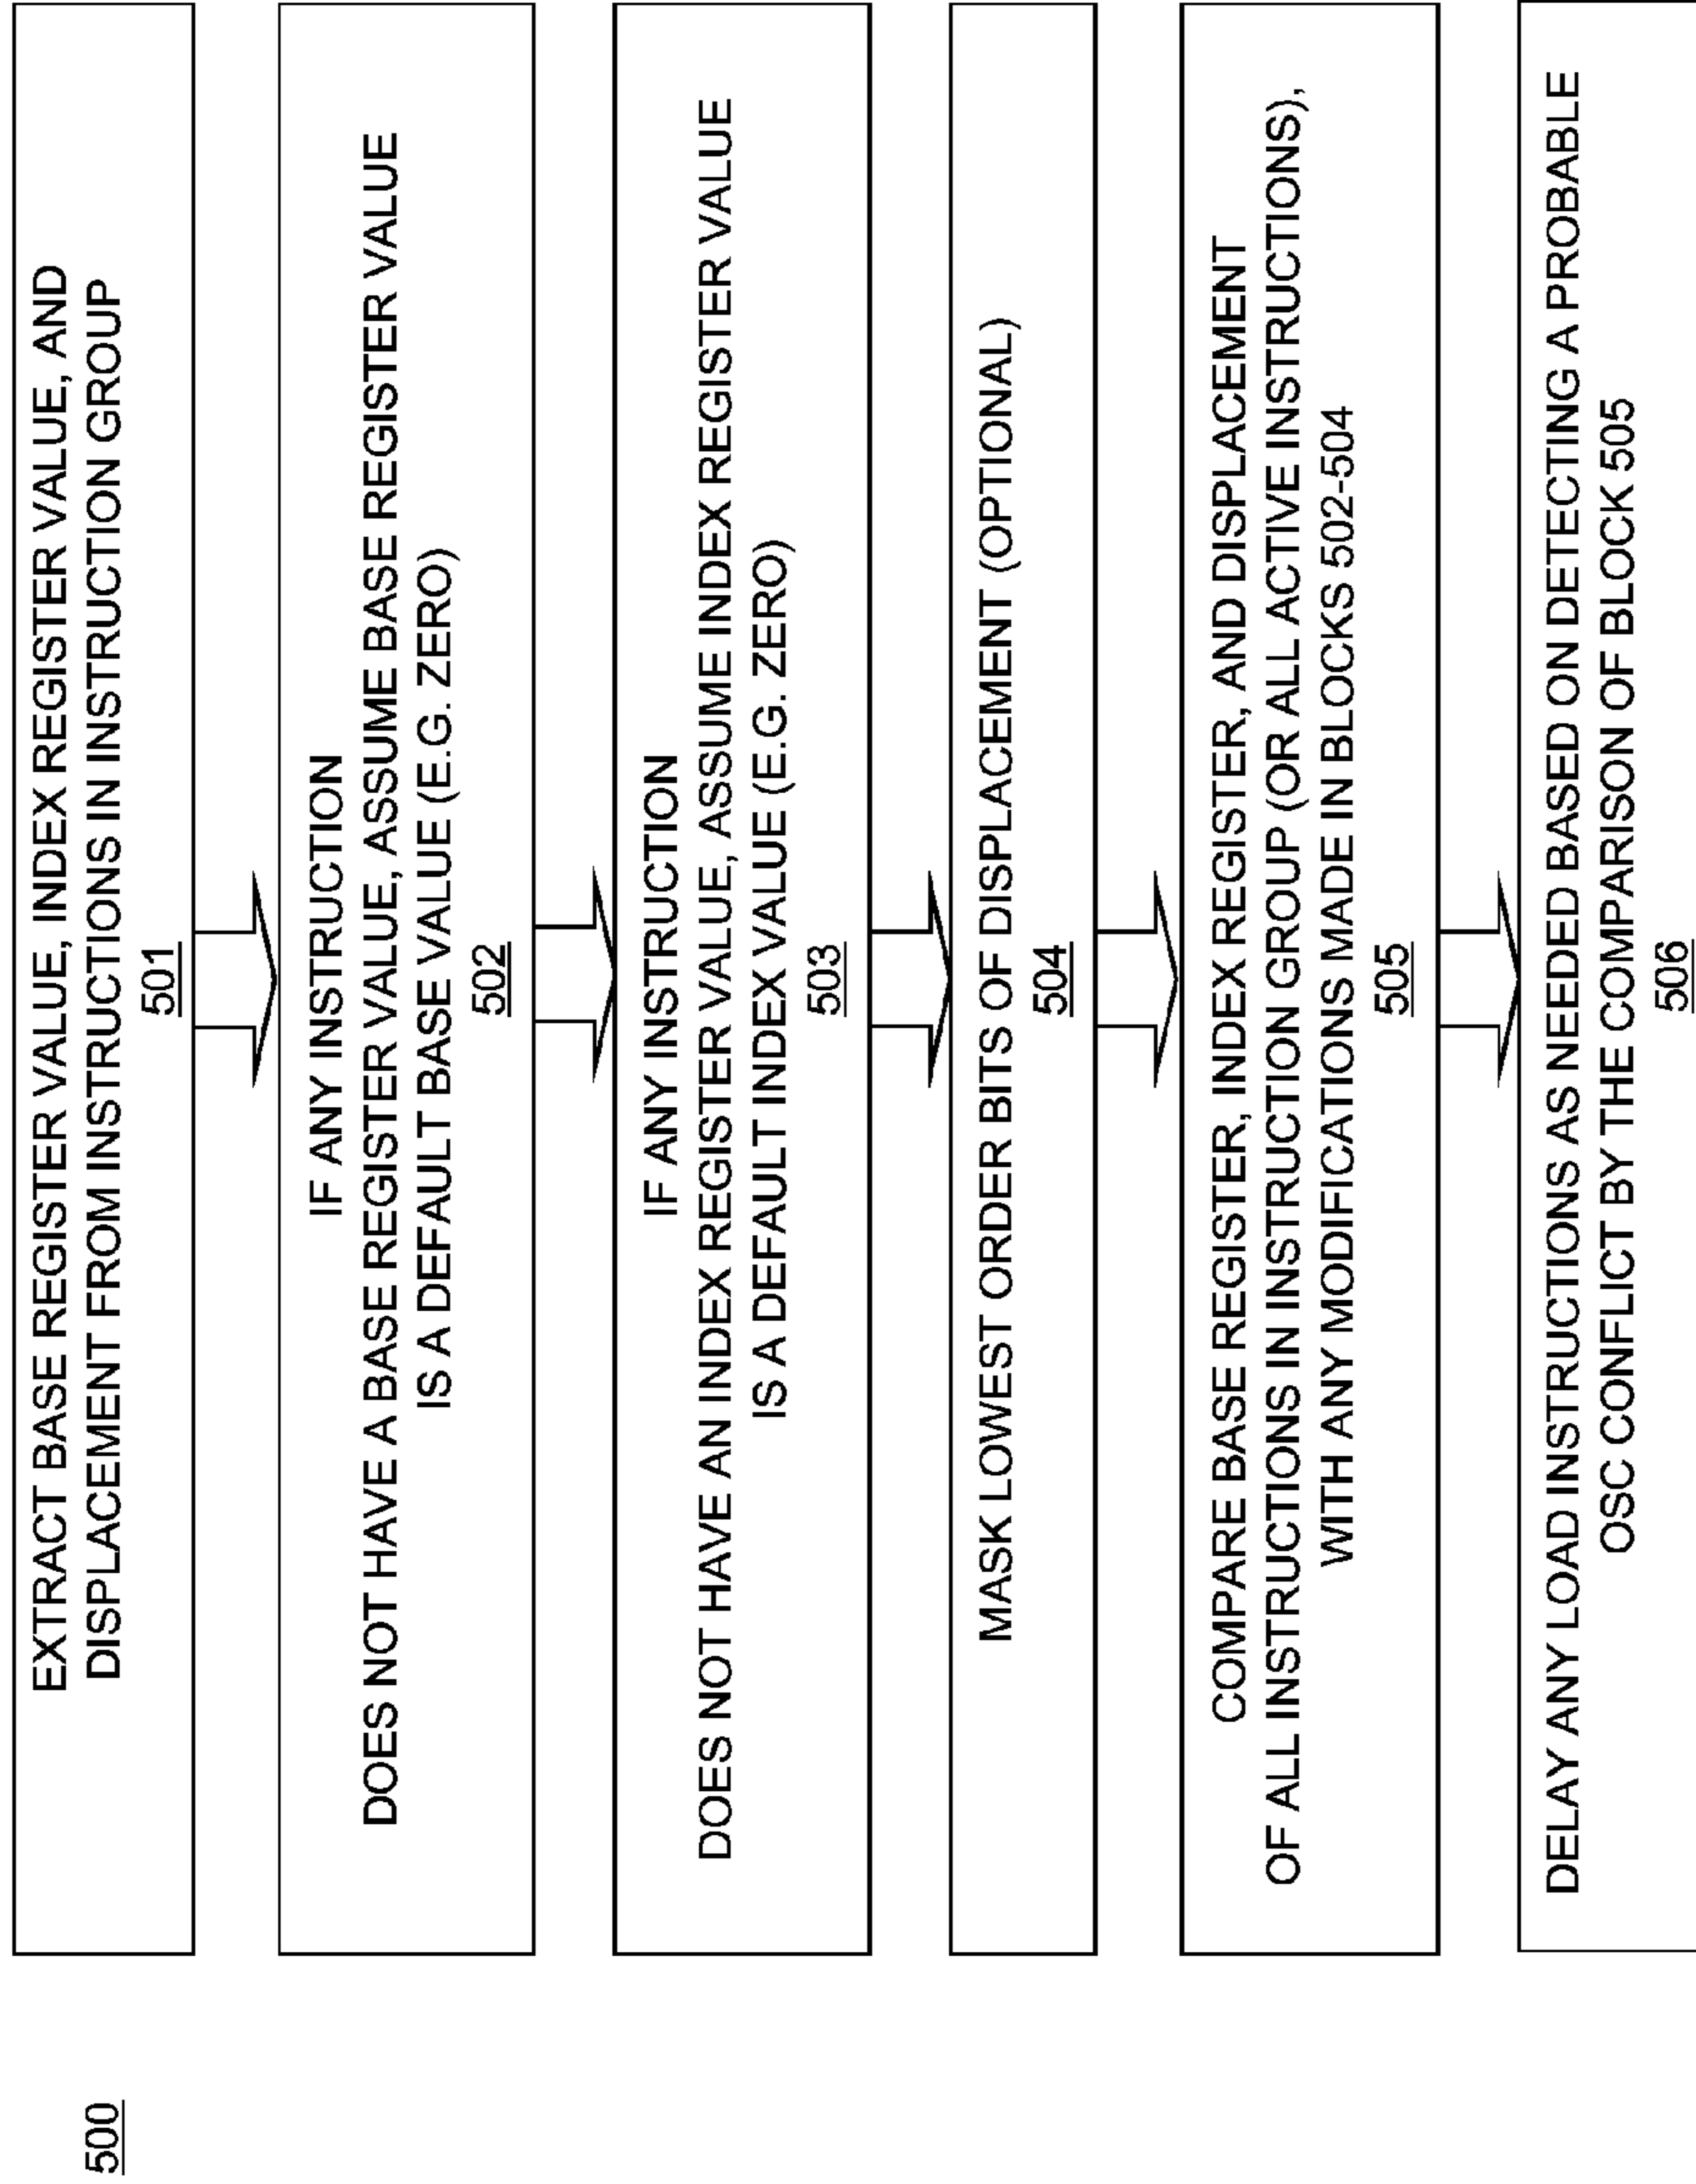 500
EXTRACT BASE REGISTER VALUE, INDEX REGISTER VALUE, AND
DISPLACEMENT FROM INSTRUCTIONS IN INSTRUCTION GROUP
501
IF ANY INSTRUCTION
DOES NOT HAVE A BASE REGISTER VALUE, ASSUME BASE REGISTER VALUE
IS A DEFAULT BASE VALUE (E.G. ZERO)
502
IF ANY INSTRUCTION
DOES NOT HAVE AN INDEX REGISTER VALUE, ASSUME INDEX REGISTER VALUE
IS A DEFAULT INDEX VALUE (E.G. ZERO)
503
MASK LOWEST ORDER BITS OF DISPLACEMENT (OPTIONAL)
504
COMPARE BASE REGISTER, INDEX REGISTER, AND DISPLACEMENT
OF ALL INSTRUCTIONS IN INSTRUCTION GROUP (OR ALL ACTIVE INSTRUCTIONS),
WITH ANY MODIFICATIONS MADE IN BLOCKS 502-504
505
DELAY ANY LOAD INSTRUCTIONS AS NEEDED BASED ON DETECTING A PROBABLE
OSC CONFLICT BY THE COMPARISON OF BLOCK 505
506